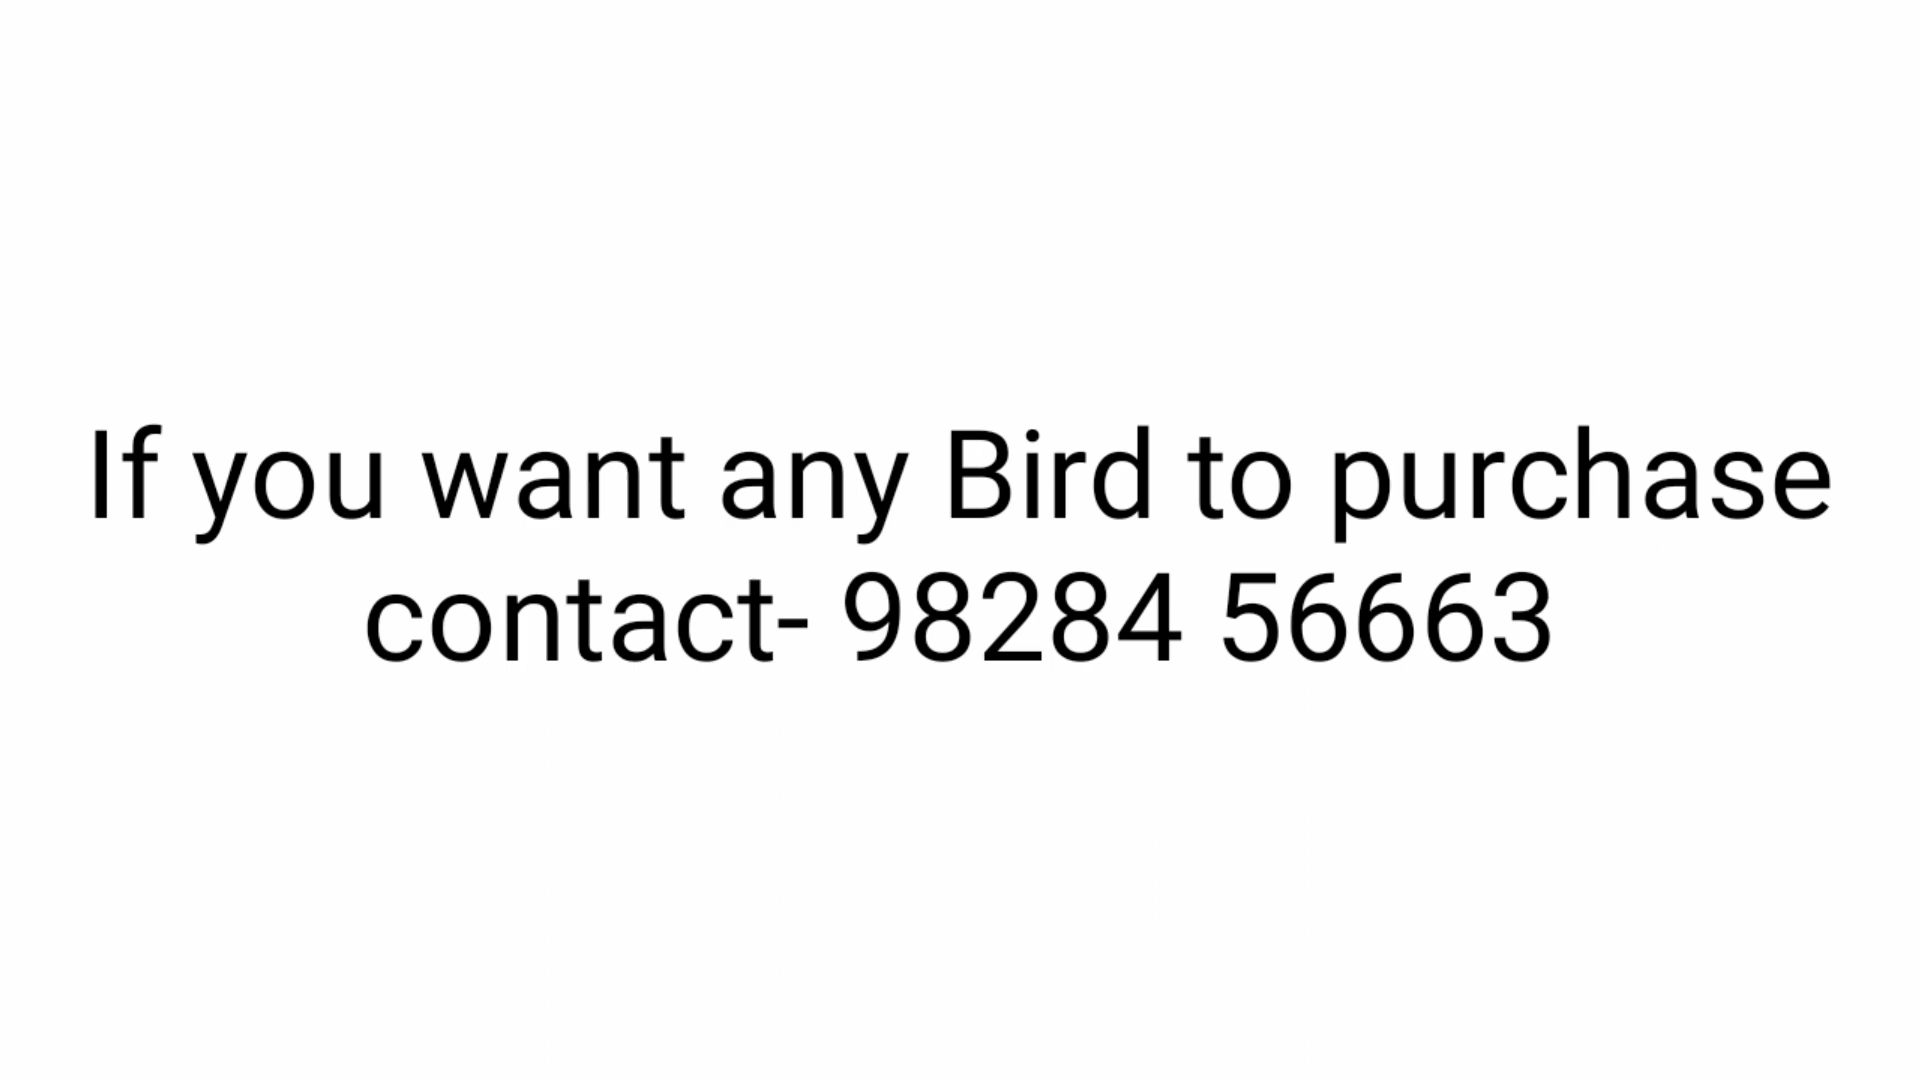 If you want any Bird to purchase
contact- 98284 56663